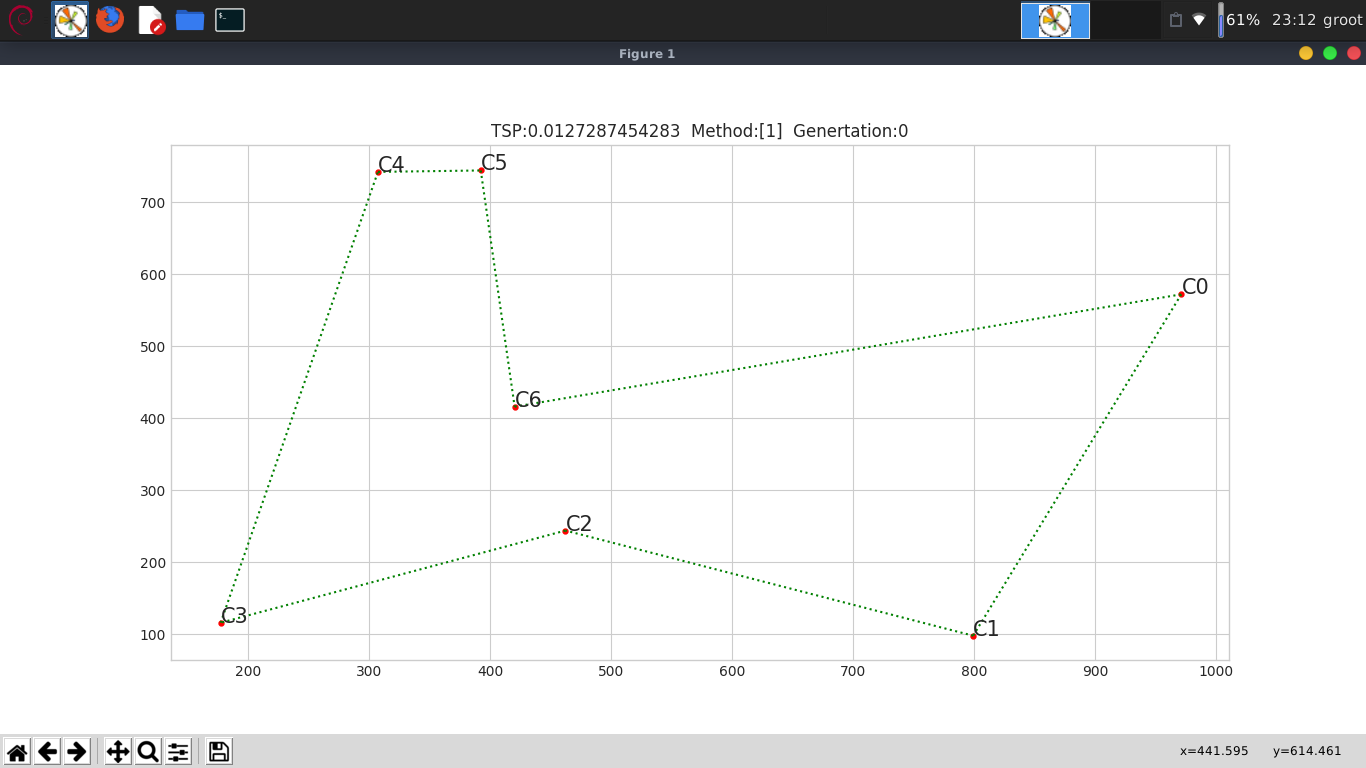 61% 23:12 groot
Figure 1
TSP:0.0127287454283 Method:[1] Genertation:0
C4 C5
700
600
C0
500
C6
400
300
C2
200
C3
C1
100
200 300 400 500 600 700 800 900 1000
x=441.595 y=614.461